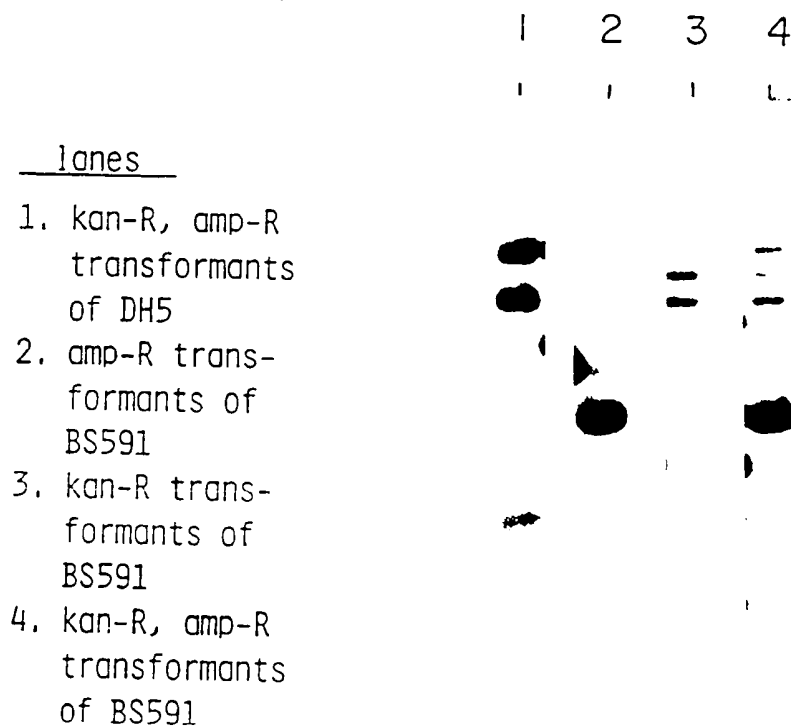 1 2 3 4
lanes
1. kan-R, amp-R
transformants
of DH5
2. amp-R trans-
formants of
BS591
3. kan-R trans-
formants of
BS591
4. kan-R, amp-R
transformants
of BS591